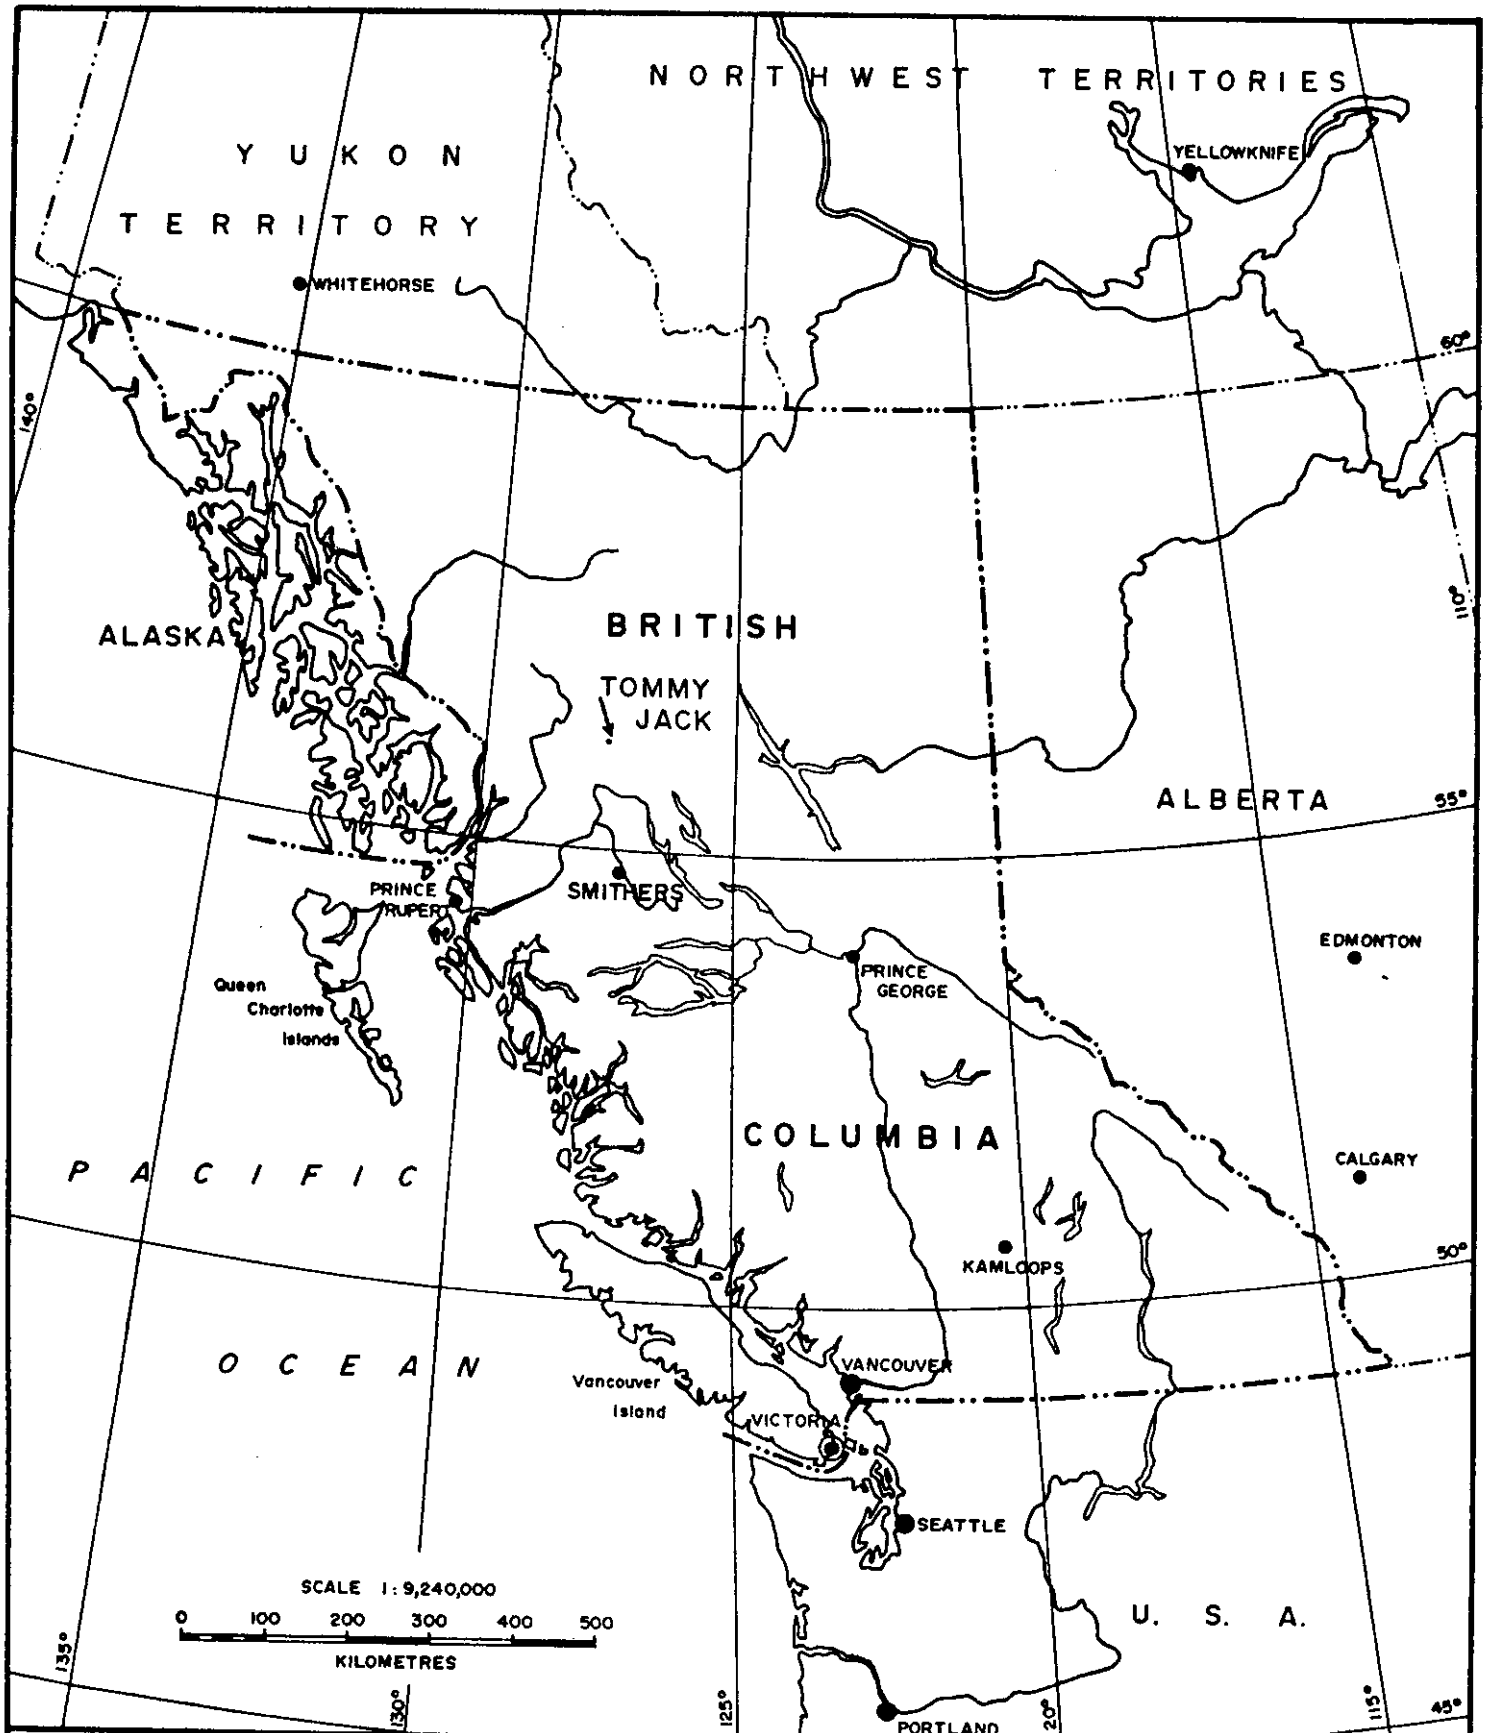 NORTHWEST TERRITORIES
YUKON
TERRITORY
YELLOWKNIFE
WHITEHORSE
60°
140°
110°
ALASKA
BRITISH
TOMMY
JACK
ALBERTA
55°
PRINCE
RUPERT
SMITHERS
EDMONTON
PRINCE
GEORGE
Queen
Charlotte
Islands
COLUMBIA
PACIFIC
CALGARY
50°
KAMLOOPS
OCEAN
VANCOUVER
Vancouver
Island
VICTORIA
SEATTLE
SCALE 1:9,240,000
0 100 200 300 400 500
KILOMETRES
U. S. A.
135°
130°
125°
20°
115°
45°
PORTLAND